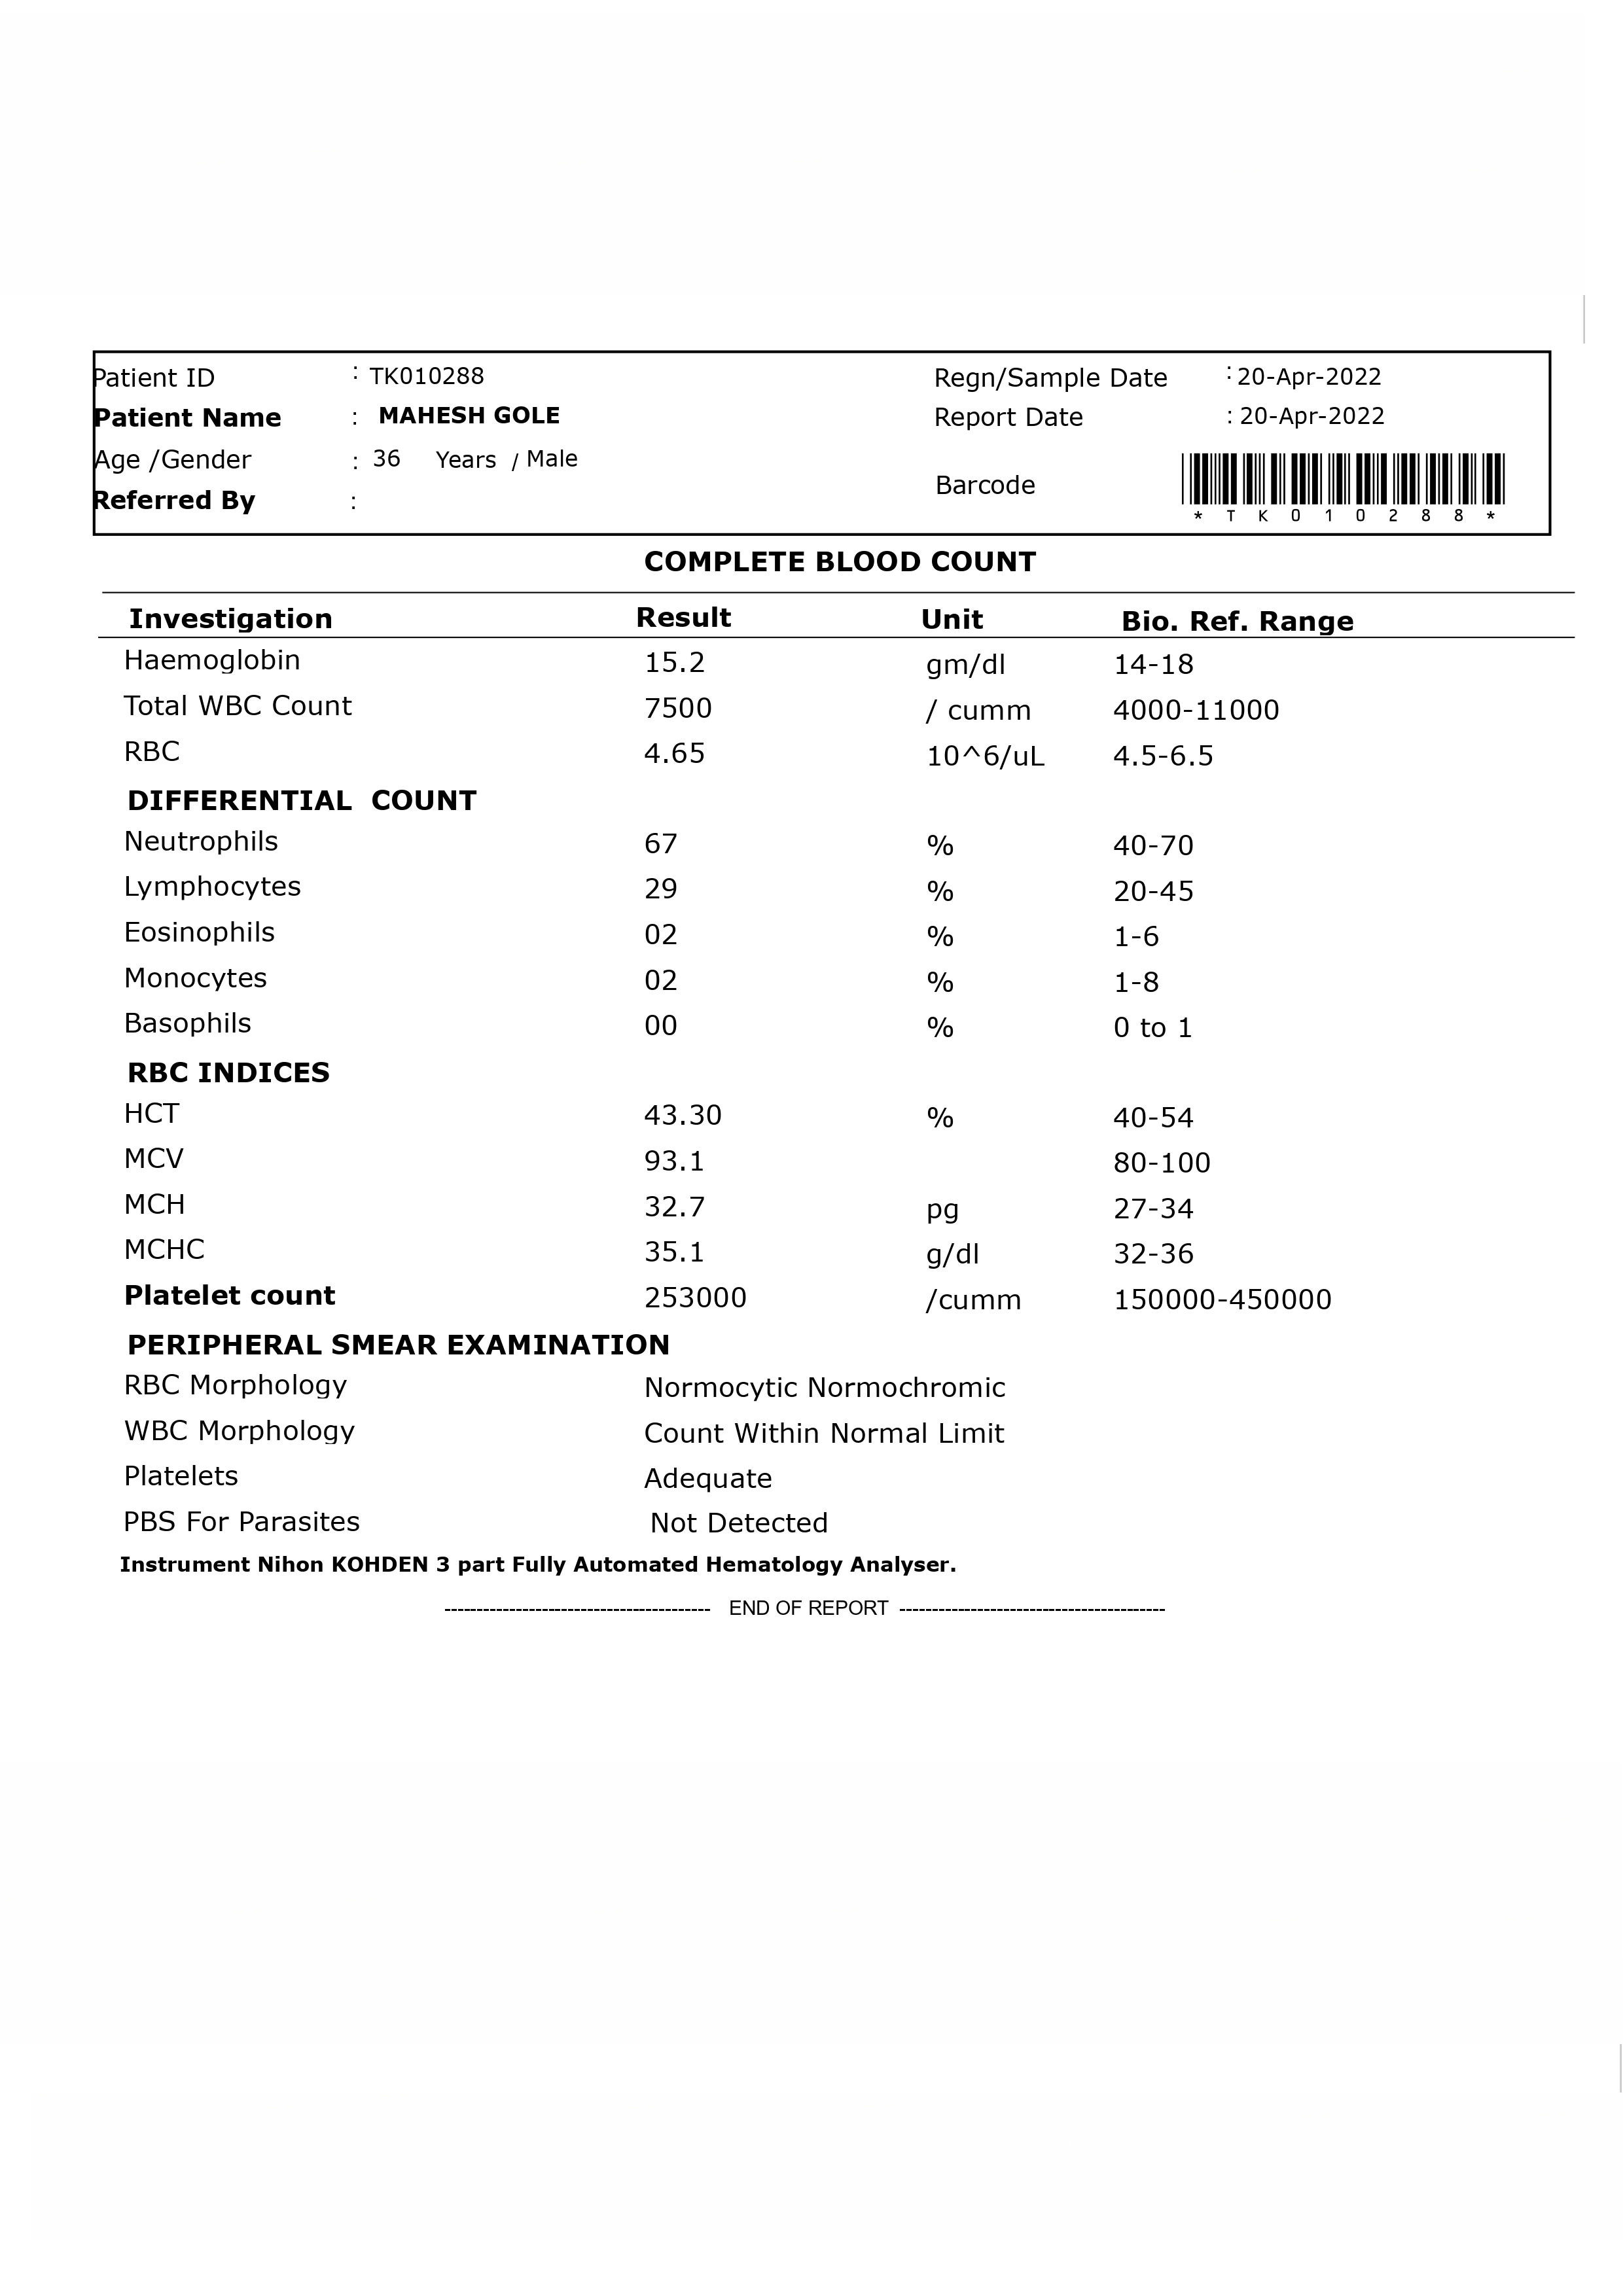 Patient ID : TK010288 Regn/Sample Date : 20-Apr-2022
Patient Name : MAHESH GOLE Report Date : 20-Apr-2022
Age /Gender : 36 Years / Male
Barcode
Referred By :
* T K 0 1 0 2 8 8 *
COMPLETE BLOOD COUNT
Investigation Result Unit Bio. Ref. Range
Haemoglobin 15.2 gm/dl 14-18
Total WBC Count 7500 / cumm 4000-11000
RBC 4.65 10^6/uL 4.5-6.5
DIFFERENTIAL COUNT
Neutrophils 67 % 40-70
Lymphocytes 29 % 20-45
Eosinophils 02 % 1-6
Monocytes 02 % 1-8
Basophils 00 % 0 to 1
RBC INDICES
HCT 43.30 % 40-54
MCV 93.1 80-100
MCH 32.7 pg 27-34
MCHC 35.1 g/dl 32-36
Platelet count 253000 /cumm 150000-450000
PERIPHERAL SMEAR EXAMINATION
RBC Morphology Normocytic Normochromic
WBC Morphology Count Within Normal Limit
Platelets Adequate
PBS For Parasites Not Detected
Instrument Nihon KOHDEN 3 part Fully Automated Hematology Analyser.
----------------------------------------- END OF REPORT -----------------------------------------